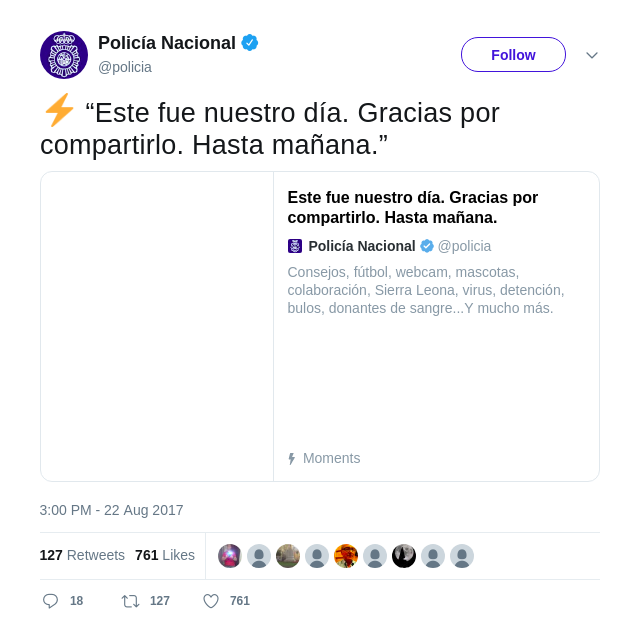 Policía Nacional
@policia
Follow
⚡ “Este fue nuestro día. Gracias por
compartirlo. Hasta mañana.”
Este fue nuestro día. Gracias por
compartirlo. Hasta mañana.
Policía Nacional @policia
Consejos, fútbol, webcam, mascotas,
colaboración, Sierra Leona, virus, detención,
bulos, donantes de sangre...Y mucho más.
Moments
3:00 PM - 22 Aug 2017
127 Retweets 761 Likes
18 127 761